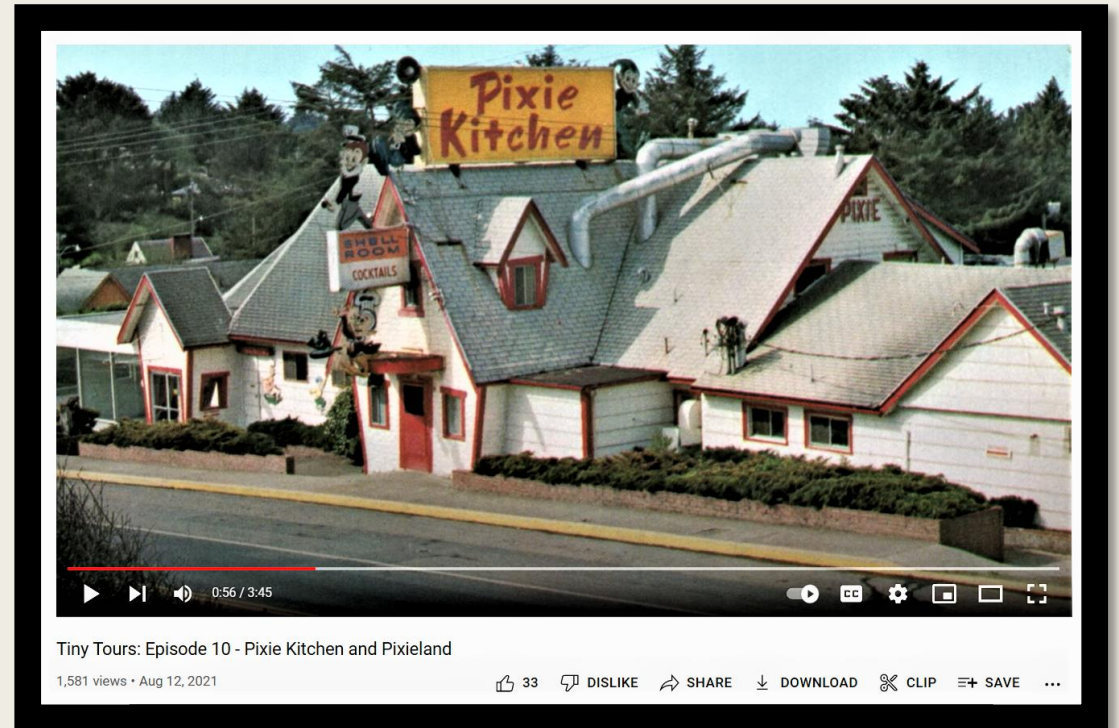 Pixie
Kitchen
PIXIE
SHELL
ROOM
COCKTAILS
0:56 / 3:45
CC
Tiny Tours: Episode 10 - Pixie Kitchen and Pixieland
1,581 views • Aug 12, 2021
33 DISLIKE SHARE DOWNLOAD CLIP SAVE ...